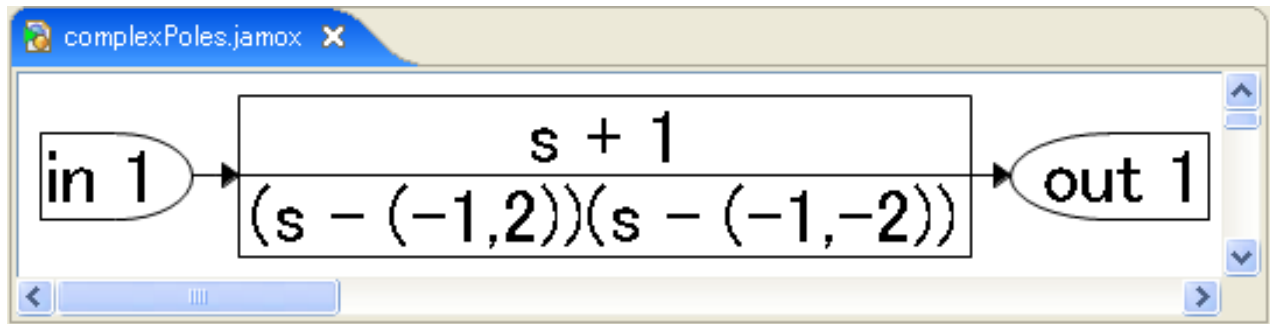 complexPoles.jamox
in 1
s + 1
(s − (−1,2))(s − (−1,−2))
out 1